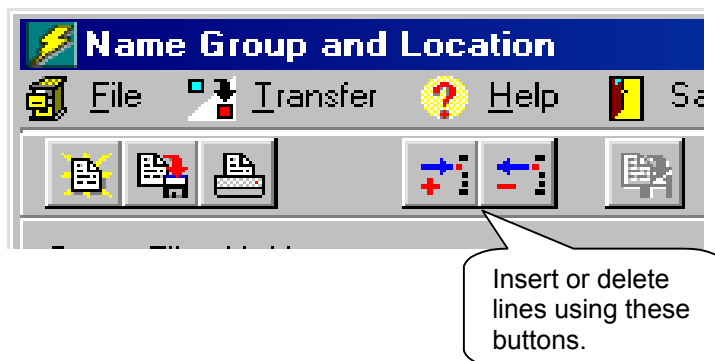 Name Group and Location
File Transfer Help
Insert or delete
lines using these
buttons.